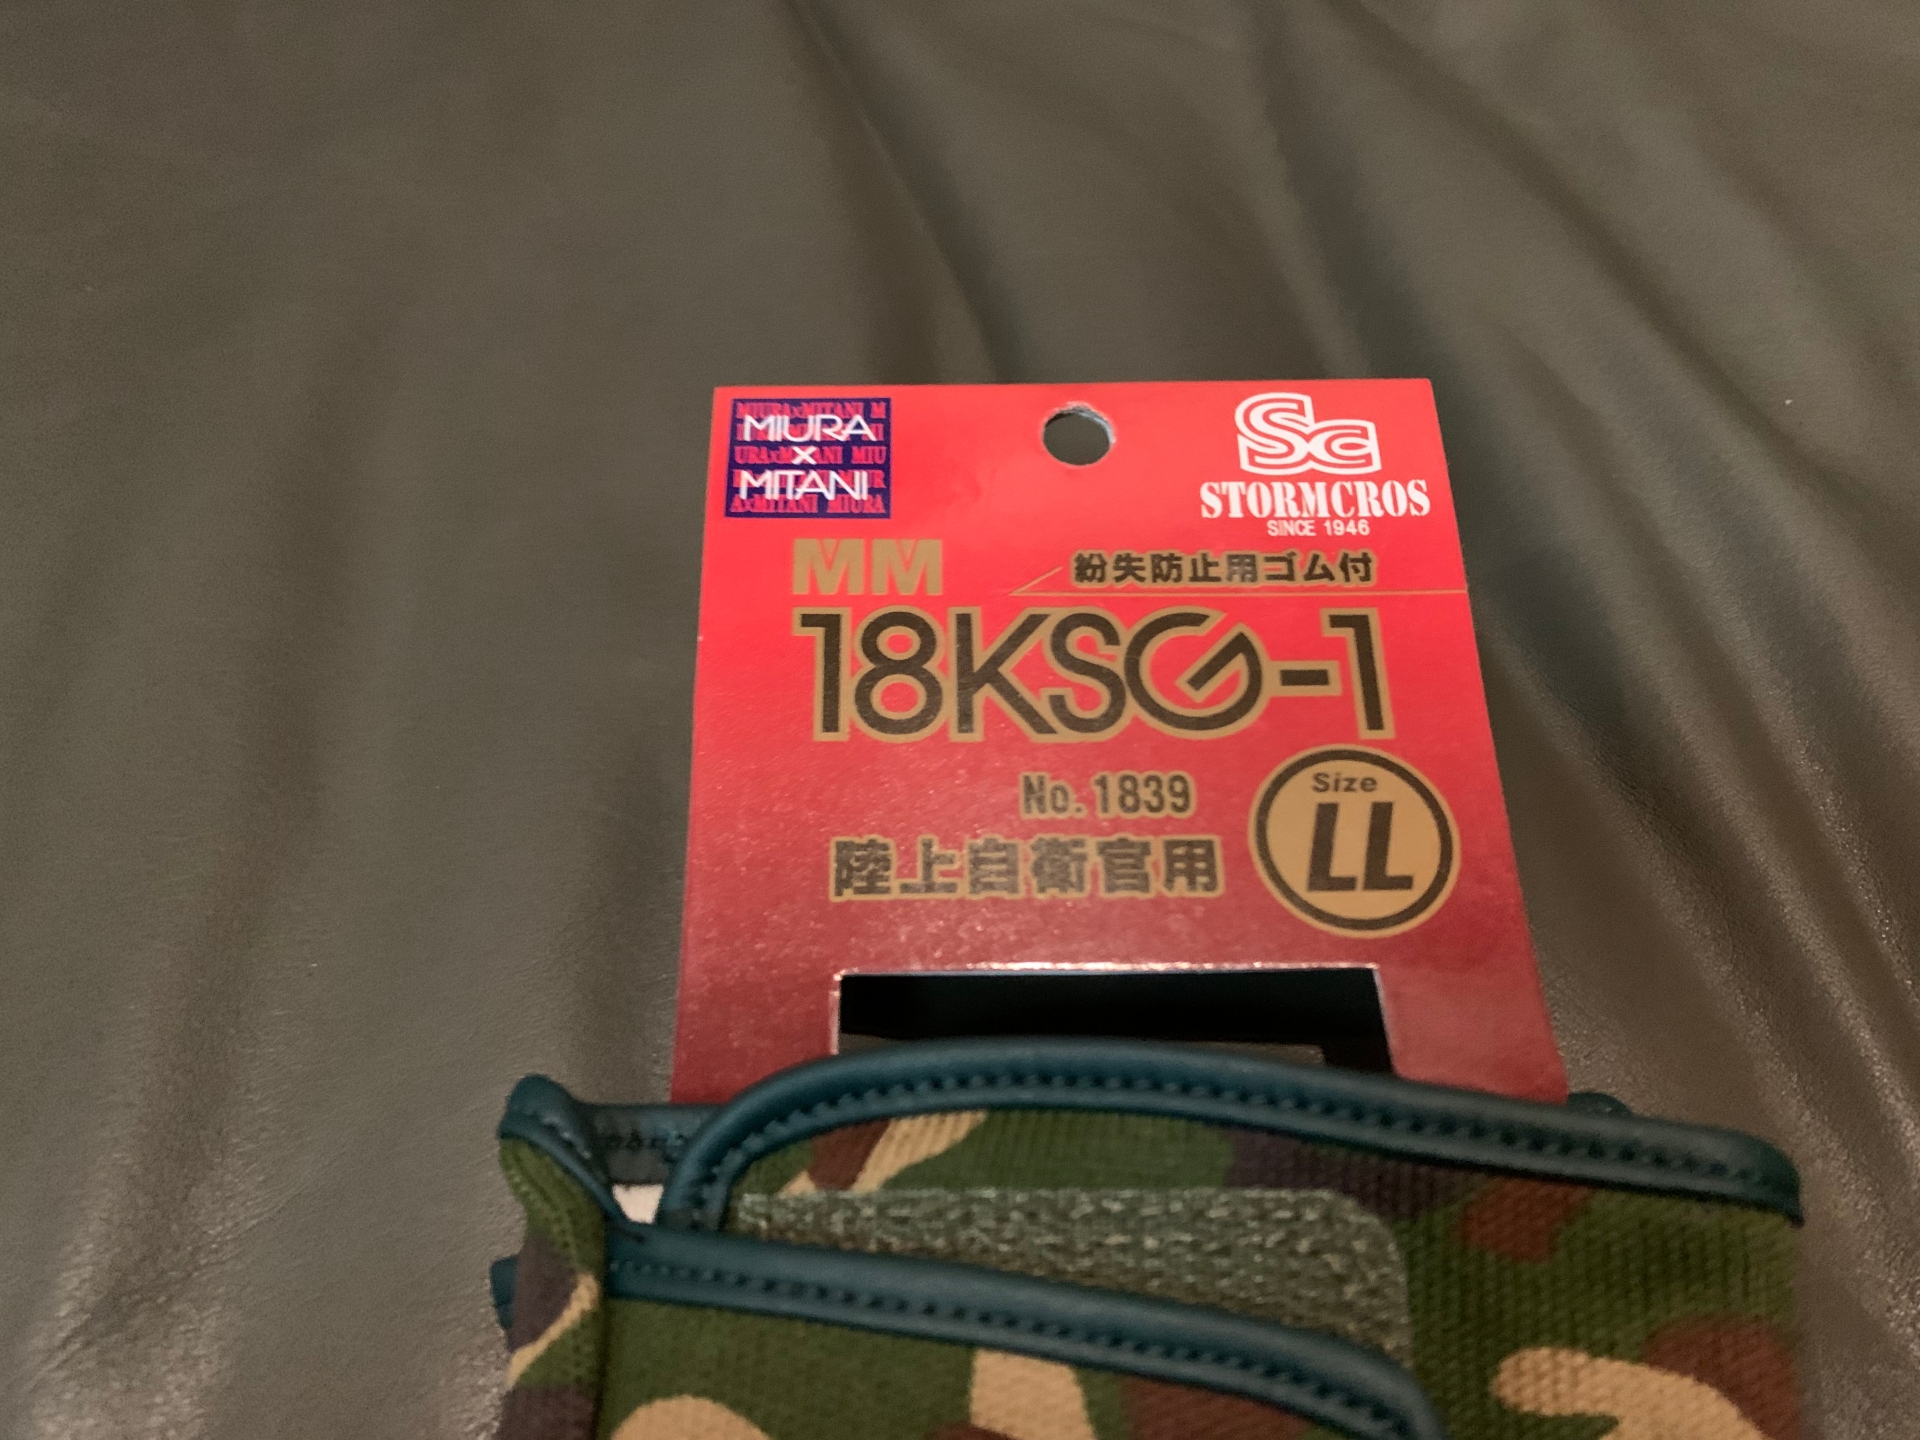 MIURA
×
MITANI
Sc
STORMCROS
SINCE 1946
MM
紛失防止用ゴム付
18KSG-1
No.1839
陸上自衛官用
Size
LL